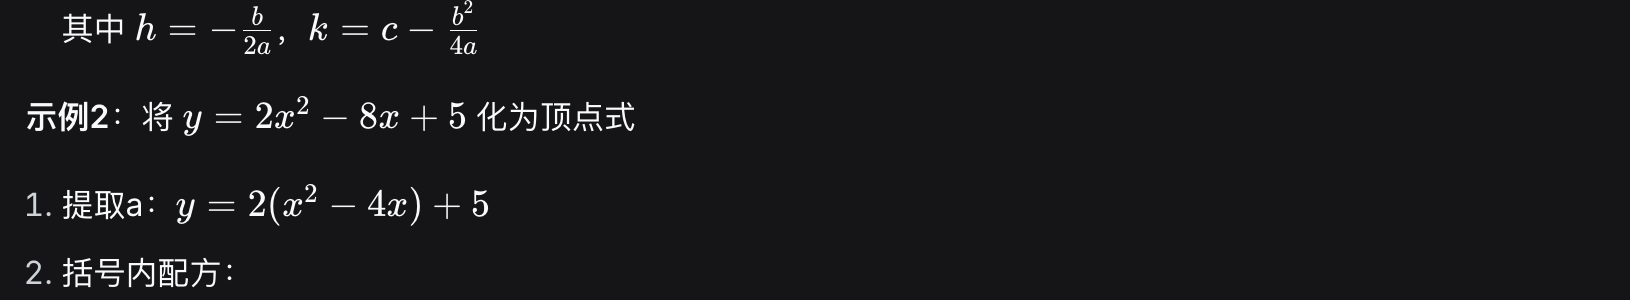 其中 h = −b/2a，k = c − b²/4a
示例2：将 y = 2x² − 8x + 5 化为顶点式
1. 提取a：y = 2(x² − 4x) + 5
2. 括号内配方：